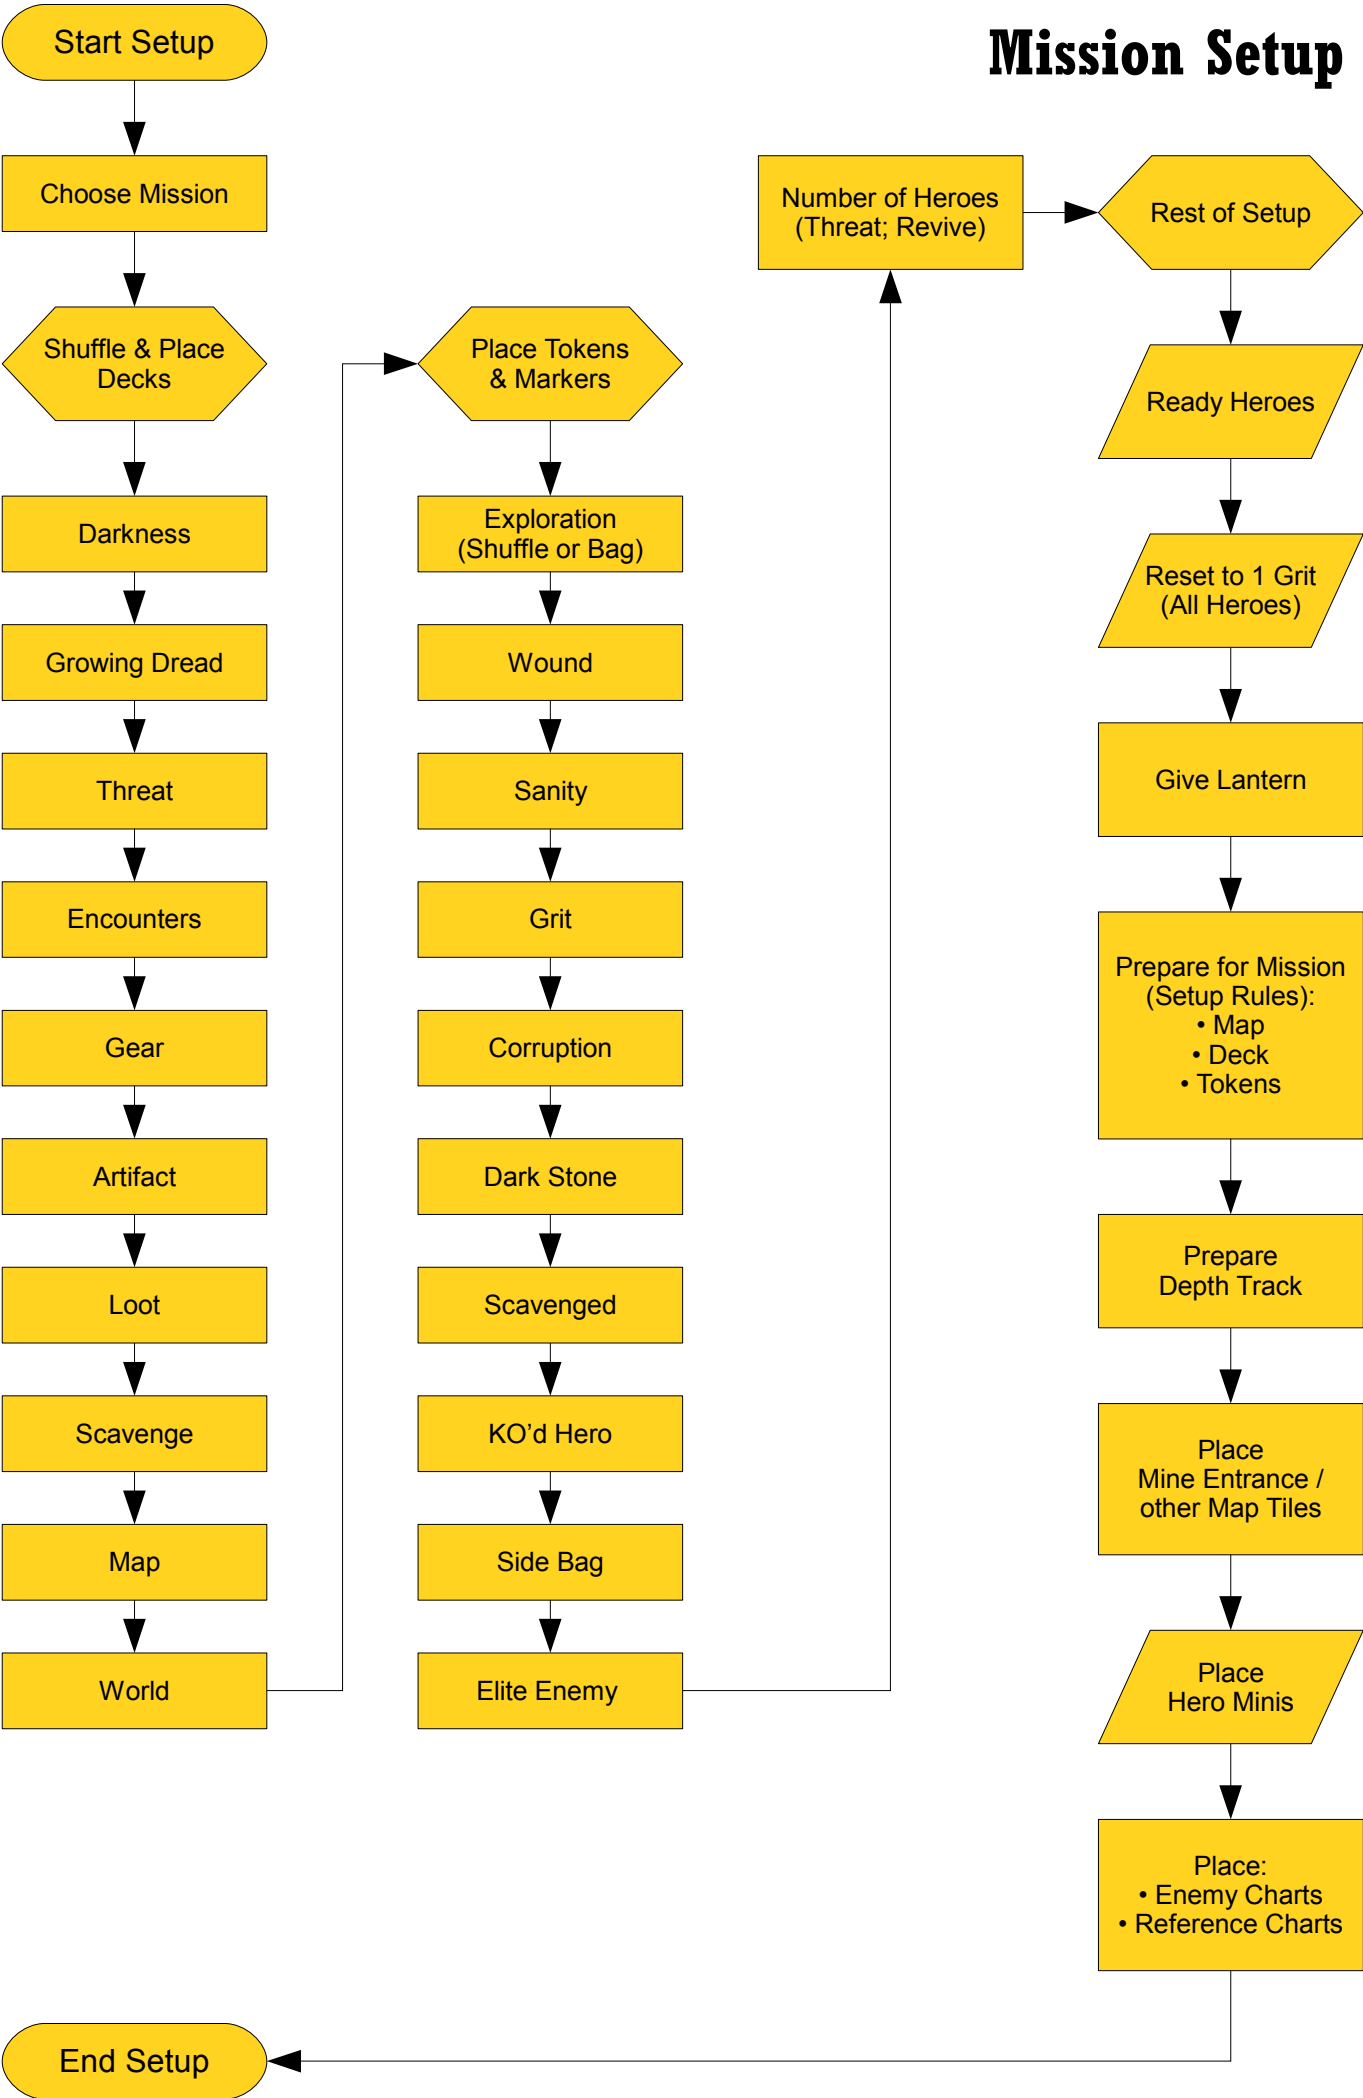 Mission Setup
Start Setup
Choose Mission
Shuffle & Place
Decks
Darkness
Growing Dread
Threat
Encounters
Gear
Artifact
Loot
Scavenge
Map
World
Place Tokens
& Markers
Exploration
(Shuffle or Bag)
Wound
Sanity
Grit
Corruption
Dark Stone
Scavenged
KO’d Hero
Side Bag
Elite Enemy
Number of Heroes
(Threat; Revive)
Rest of Setup
Ready Heroes
Reset to 1 Grit
(All Heroes)
Give Lantern
Prepare for Mission
(Setup Rules):
• Map
• Deck
• Tokens
Prepare
Depth Track
Place
Mine Entrance /
other Map Tiles
Place
Hero Minis
Place:
• Enemy Charts
• Reference Charts
End Setup